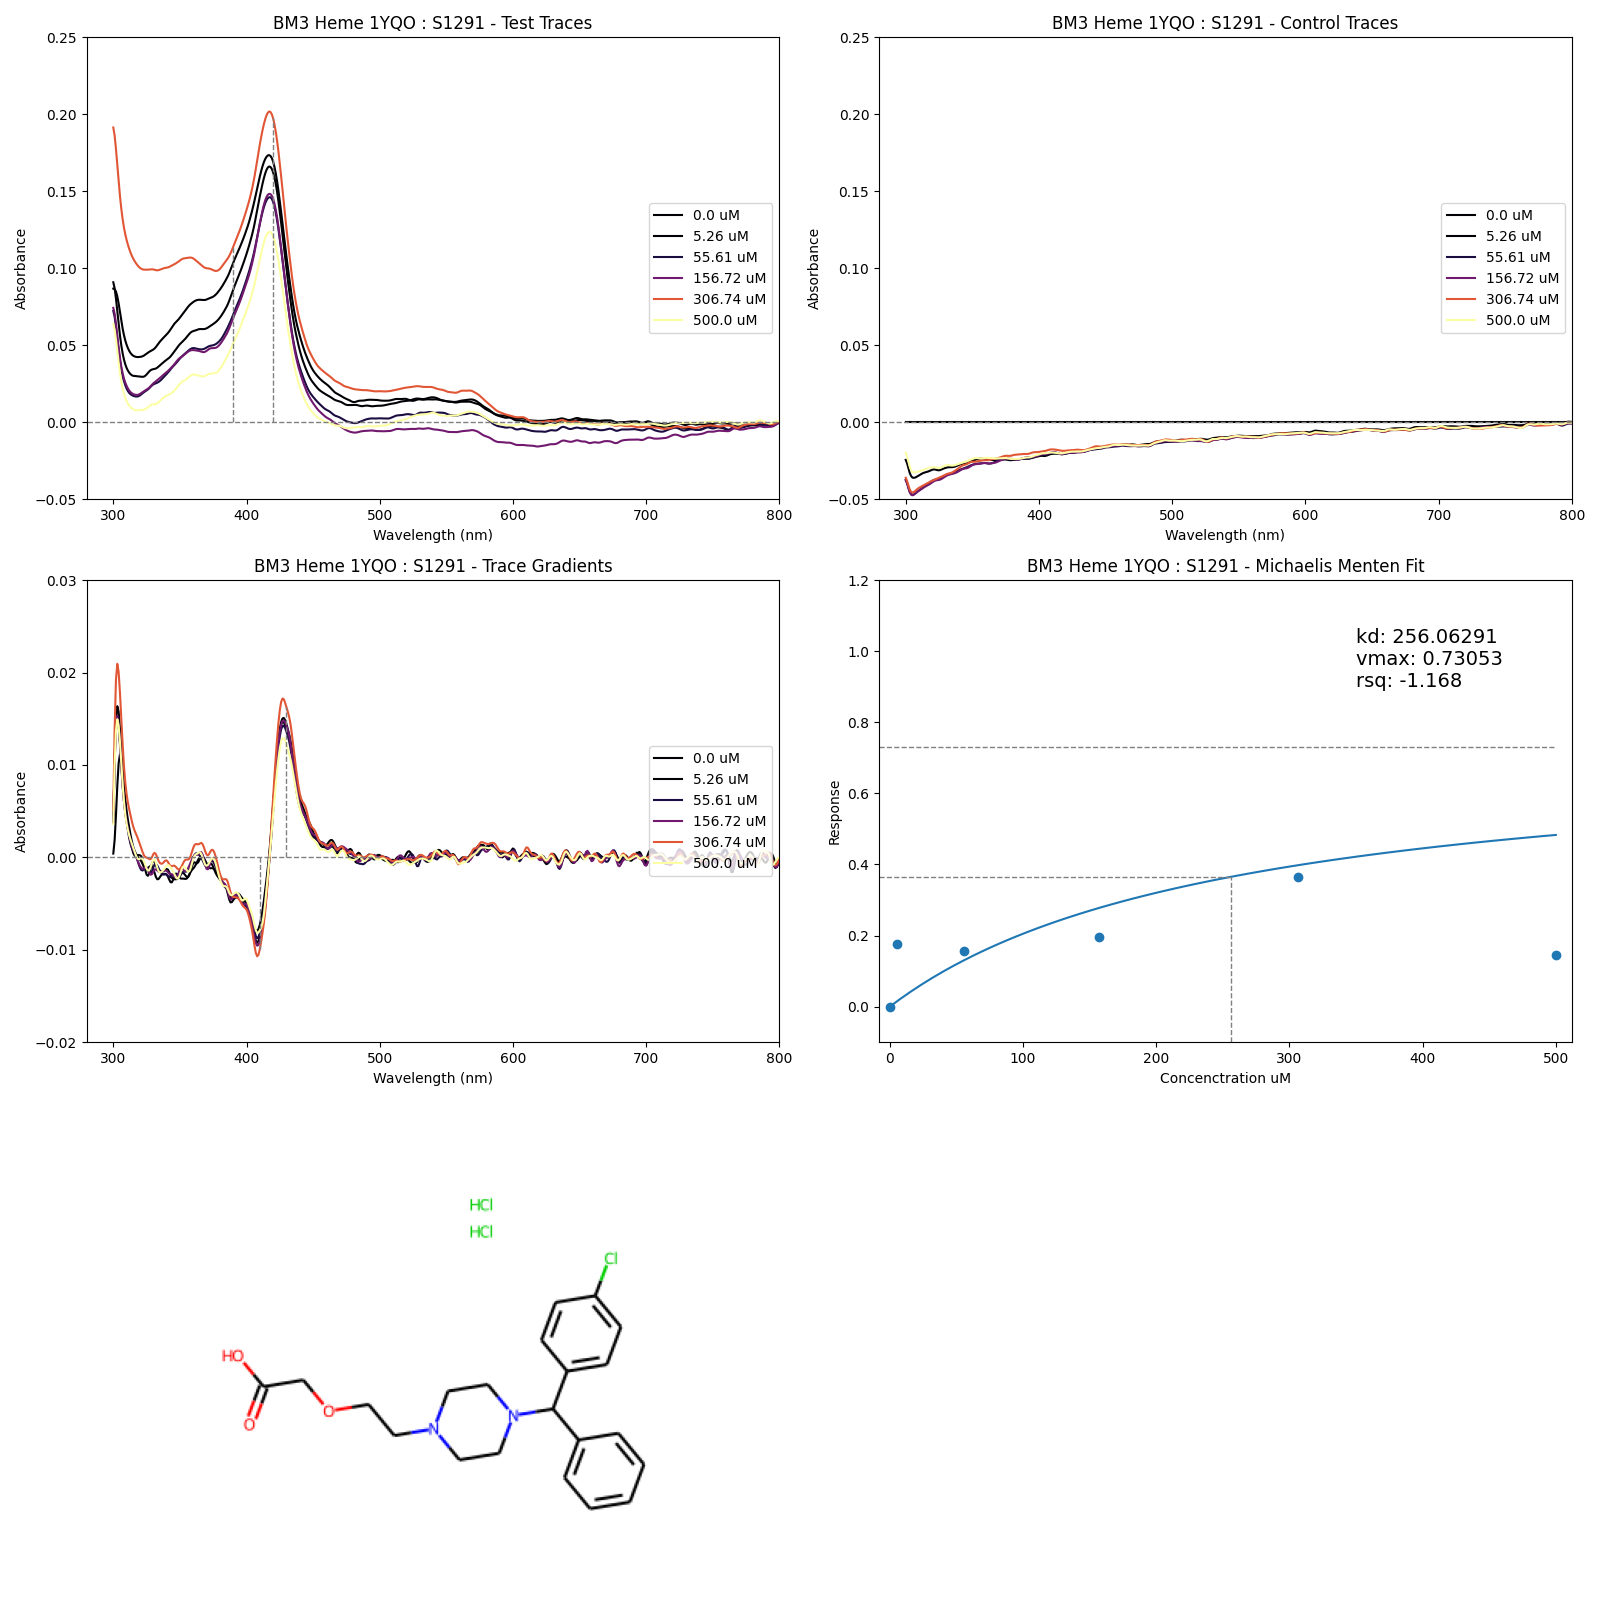 BM3 Heme 1YQO : S1291 - Test Traces
Absorbance
0.25
0.20
0.15
0.10
0.05
0.00
−0.05
300 400 500 600 700 800
Wavelength (nm)
0.0 uM
5.26 uM
55.61 uM
156.72 uM
306.74 uM
500.0 uM
BM3 Heme 1YQO : S1291 - Control Traces
Absorbance
0.25
0.20
0.15
0.10
0.05
0.00
−0.05
300 400 500 600 700 800
Wavelength (nm)
0.0 uM
5.26 uM
55.61 uM
156.72 uM
306.74 uM
500.0 uM
BM3 Heme 1YQO : S1291 - Trace Gradients
Absorbance
0.03
0.02
0.01
0.00
−0.01
−0.02
300 400 500 600 700 800
Wavelength (nm)
0.0 uM
5.26 uM
55.61 uM
156.72 uM
306.74 uM
500.0 uM
BM3 Heme 1YQO : S1291 - Michaelis Menten Fit
Response
1.2
1.0
0.8
0.6
0.4
0.2
0.0
0 100 200 300 400 500
Concenctration uM
kd: 256.06291
vmax: 0.73053
rsq: -1.168
HCl
HCl
Cl
HO
O
O
N
N